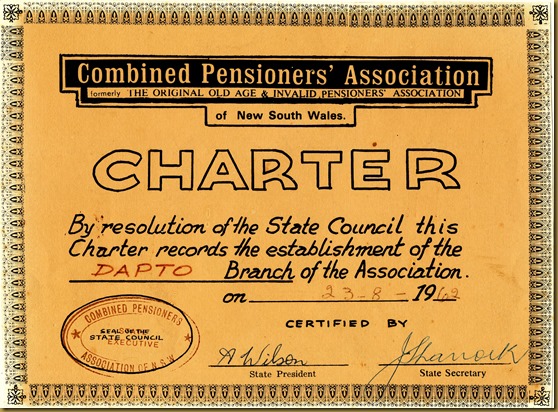 Combined Pensioners' Association
formerly THE ORIGINAL OLD AGE & INVALID PENSIONERS' ASSOCIATION
of New South Wales.
CHARTER
By resolution of the State Council this
Charter records the establishment of the
DAPTO Branch of the Association.
on 23-8-1962
CERTIFIED BY
COMBINED PENSIONERS'
SEAL OF THE
STATE COUNCIL
EXECUTIVE
ASSOCIATION OF N.S.W
A Wilson
State President
State Secretary